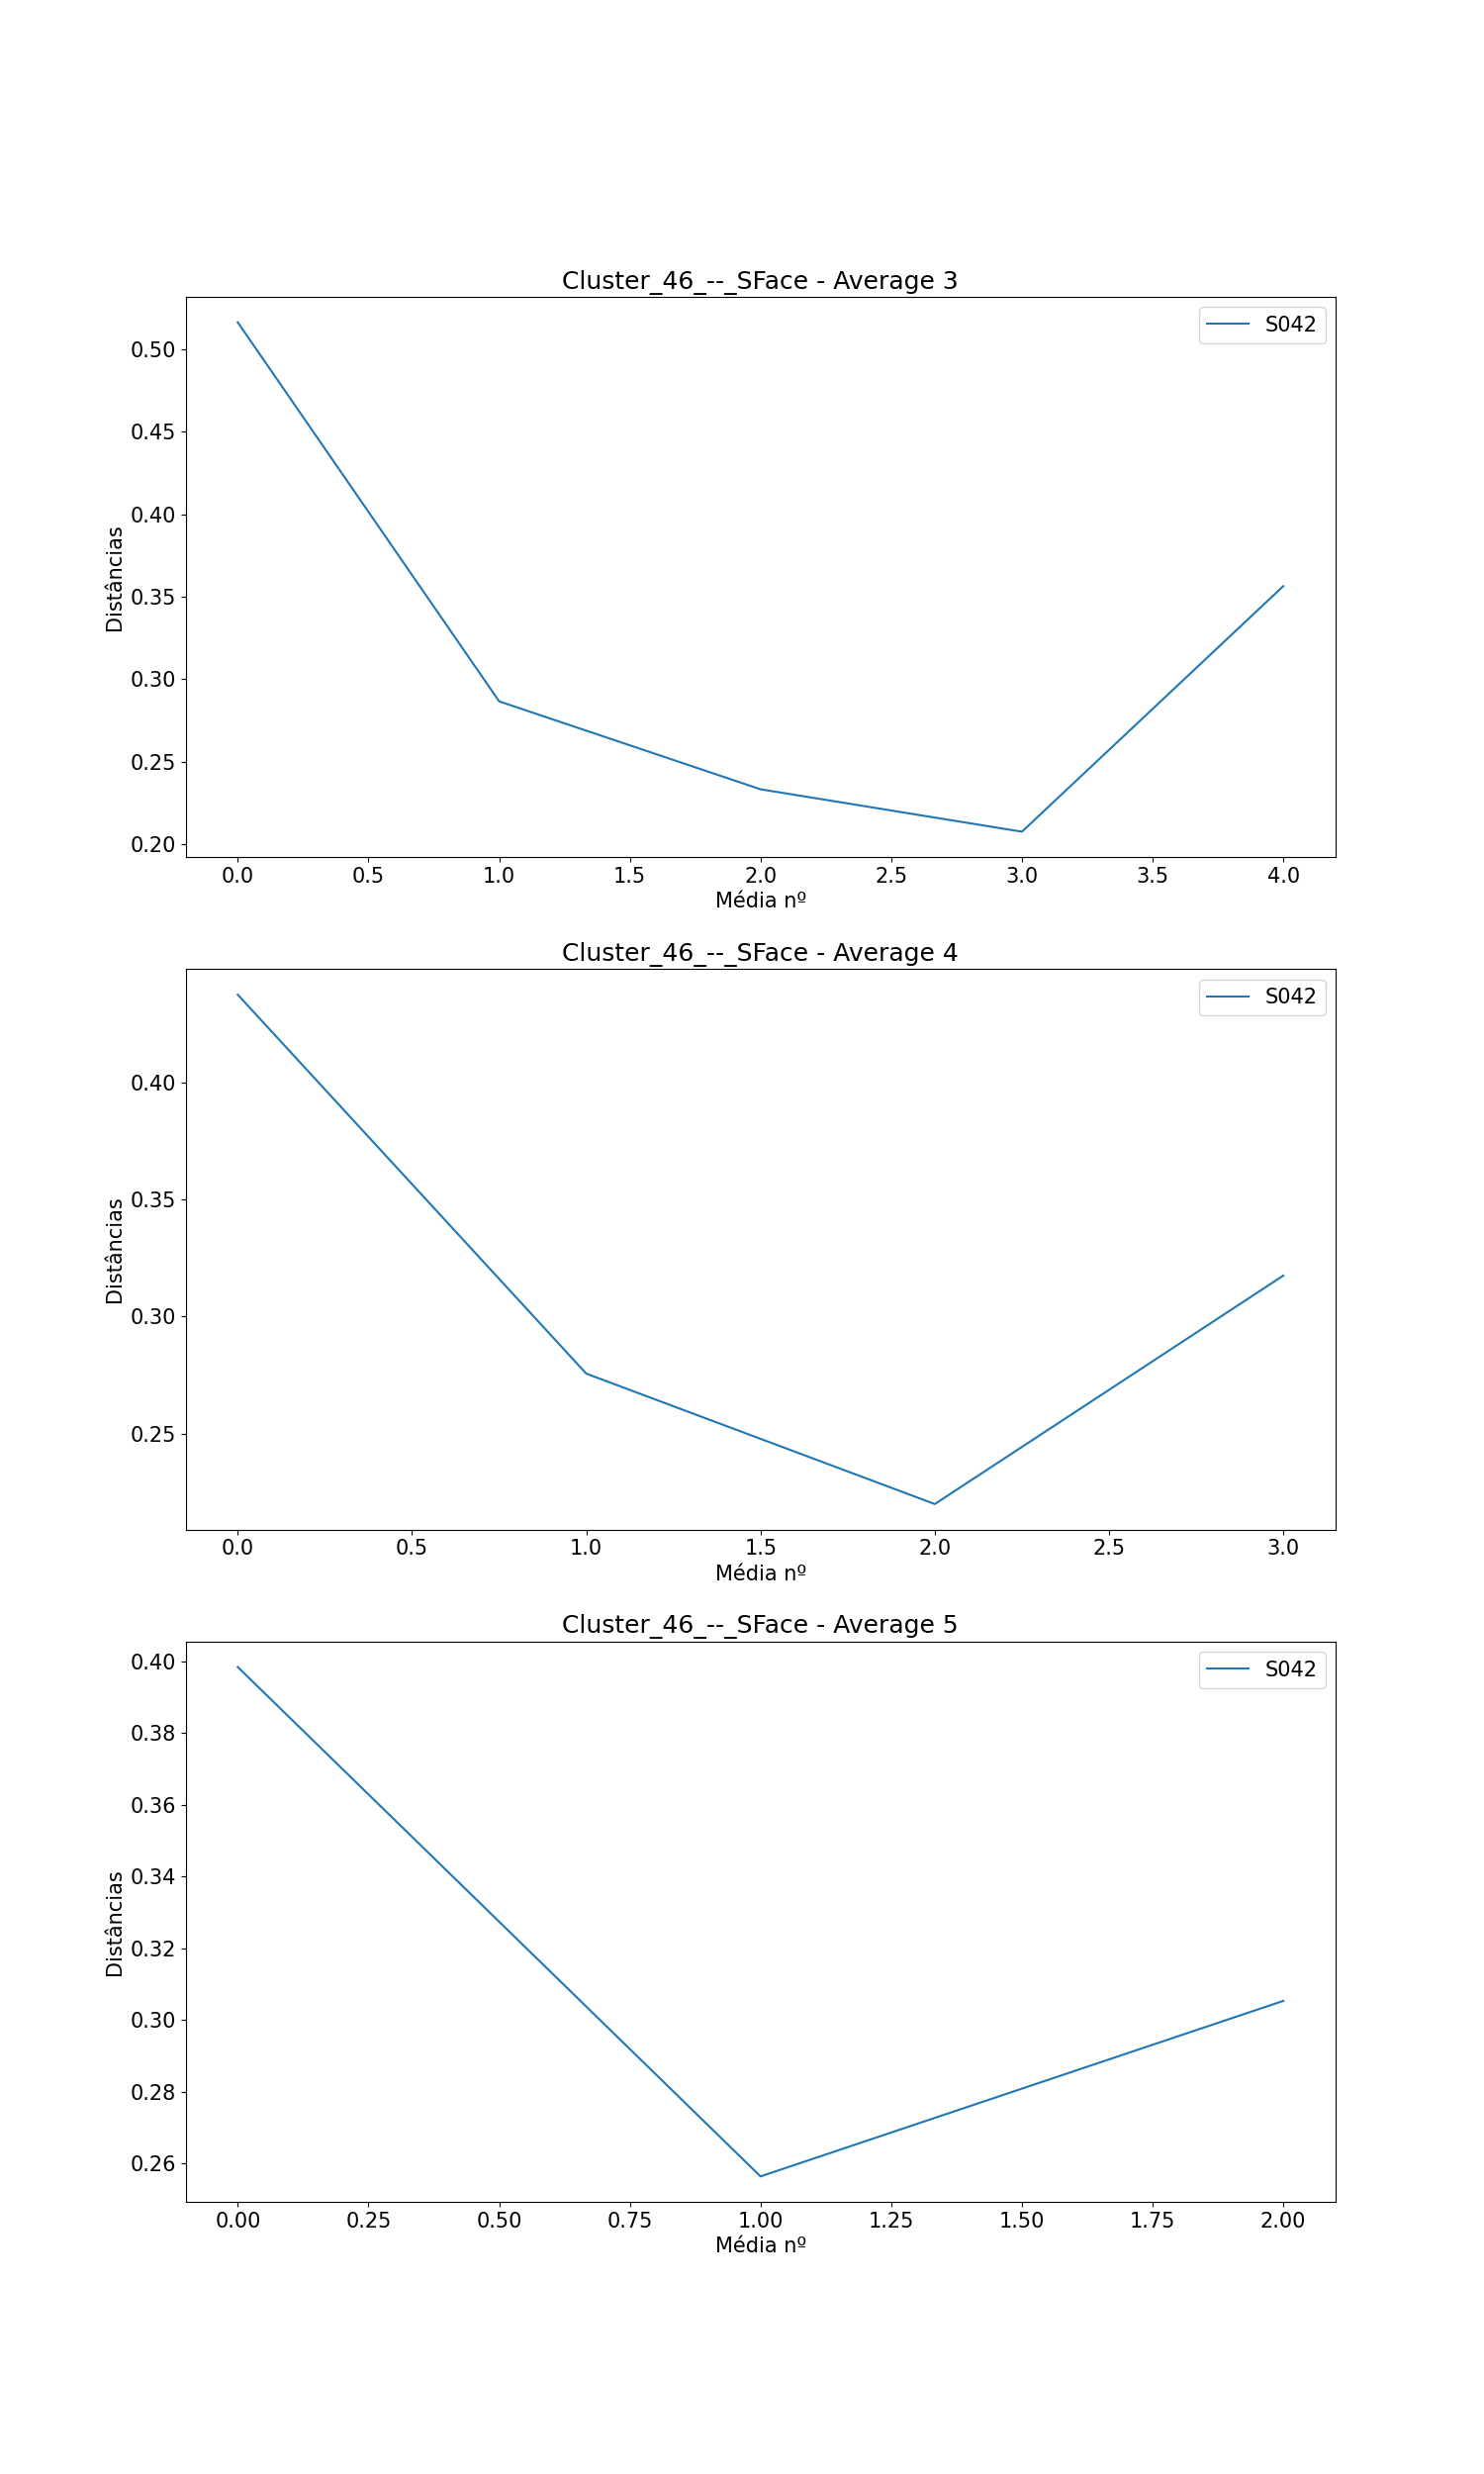 Cluster_46_--_SFace - Average 3
S042
0.50
0.45
0.40
0.35
0.30
0.25
0.20
Distâncias
0.0 0.5 1.0 1.5 2.0 2.5 3.0 3.5 4.0
Média nº
Cluster_46_--_SFace - Average 4
S042
0.40
0.35
0.30
0.25
Distâncias
0.0 0.5 1.0 1.5 2.0 2.5 3.0
Média nº
Cluster_46_--_SFace - Average 5
S042
0.40
0.38
0.36
0.34
0.32
0.30
0.28
0.26
Distâncias
0.00 0.25 0.50 0.75 1.00 1.25 1.50 1.75 2.00
Média nº